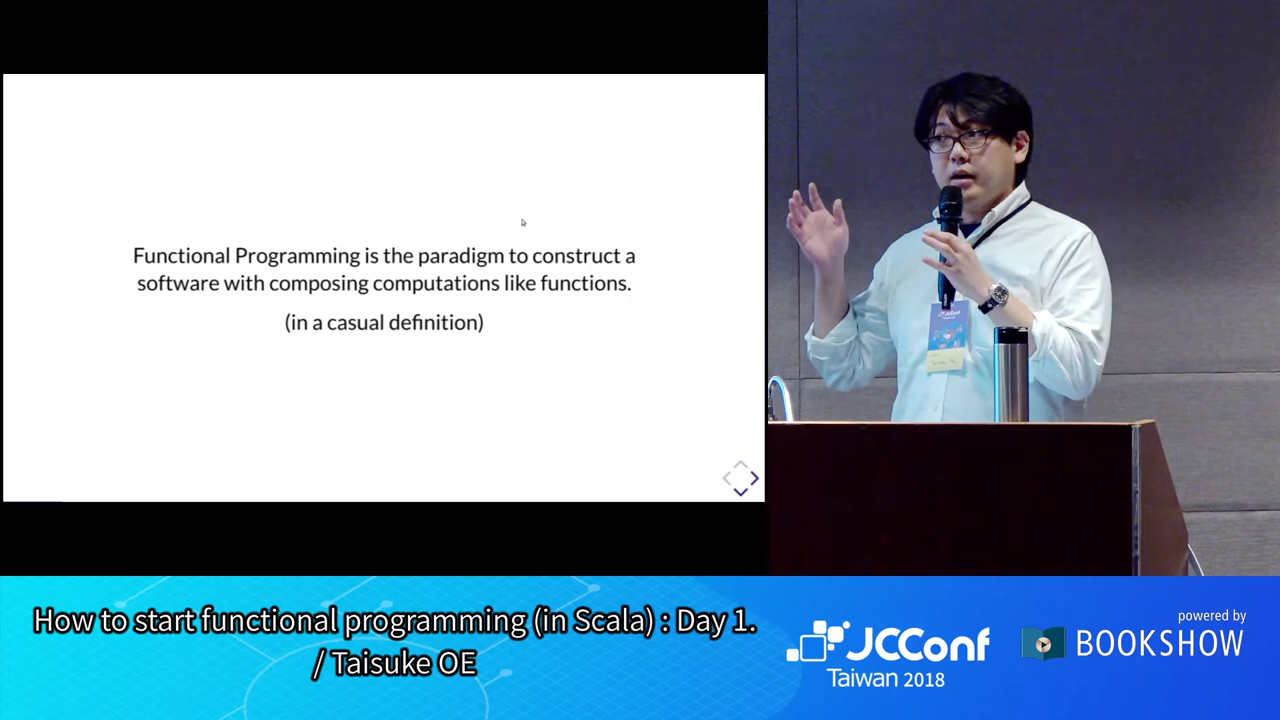 Functional Programming is the paradigm to construct a
software with composing computations like functions.
(in a casual definition)
How to start functional programming (in Scala) : Day 1.
/ Taisuke OE
JCConf
Taiwan 2018
powered by
BOOKSHOW